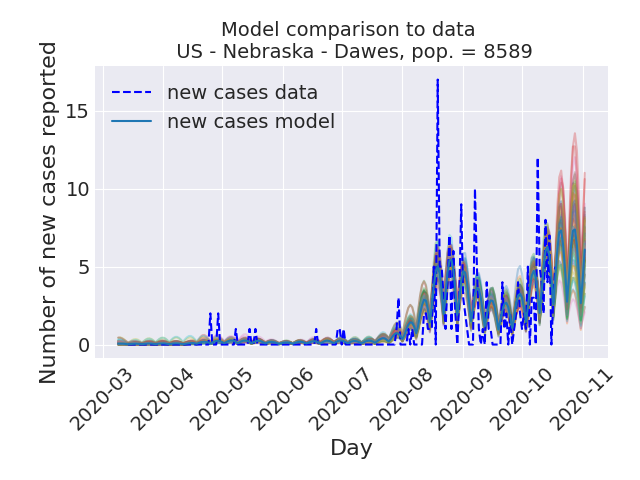 Model comparison to data
US - Nebraska - Dawes, pop. = 8589
Number of new cases reported
new cases data
new cases model
15
10
5
0
2020-03
2020-04
2020-05
2020-06
2020-07
2020-08
2020-09
2020-10
2020-11
Day